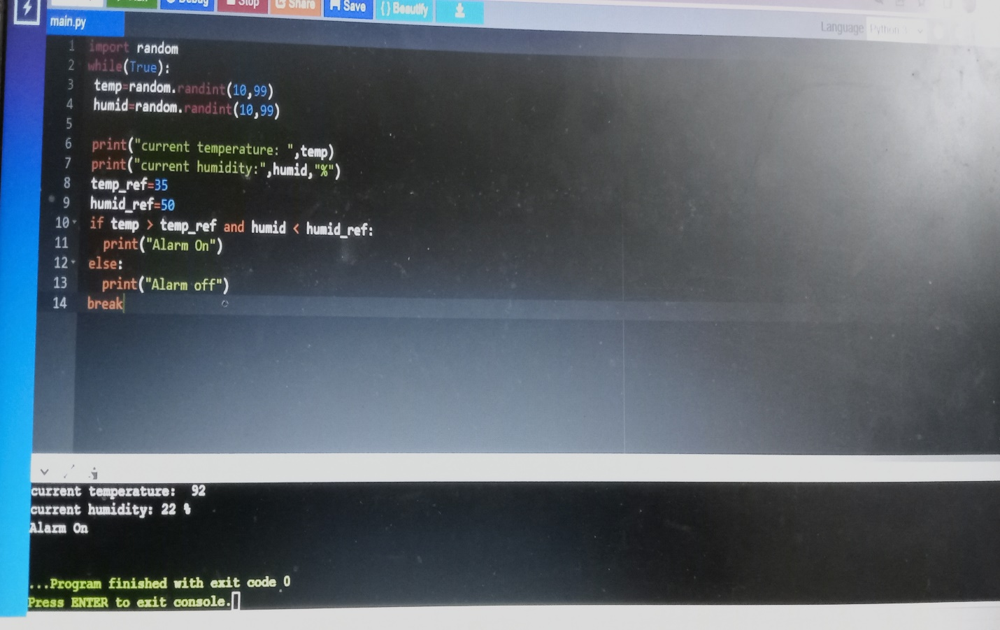 Debug
Stop
Share
Save
{} Beautify
main.py
Language
1 import random
2 while(True):
3 temp=random.randint(10,99)
4 humid=random.randint(10,99)
5
6 print("current temperature: ",temp)
7 print("current humidity:",humid,"%")
8 temp_ref=35
9 humid_ref=50
10 if temp > temp_ref and humid < humid_ref:
11 print("Alarm On")
12 else:
13 print("Alarm off")
14 break
current temperature:  92
current humidity: 22 %
Alarm On
...Program finished with exit code 0
Press ENTER to exit console.